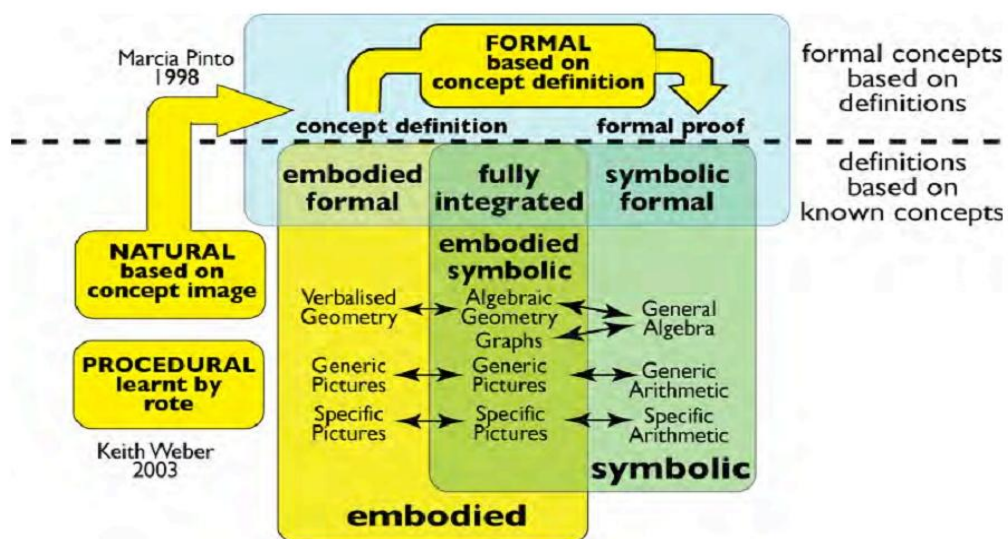 Marcia Pinto
1998
FORMAL
based on
concept definition
formal concepts
based on
definitions
concept definition
formal proof
definitions
based on
known concepts
embodied
formal
fully
integrated
symbolic
formal
NATURAL
based on
concept image
embodied
symbolic
Verbalised
Geometry
Algebraic
Geometry
Graphs
General
Algebra
PROCEDURAL
learnt by
rote
Generic
Pictures
Generic
Pictures
Generic
Arithmetic
Specific
Pictures
Specific
Pictures
Specific
Arithmetic
Keith Weber
2003
symbolic
embodied